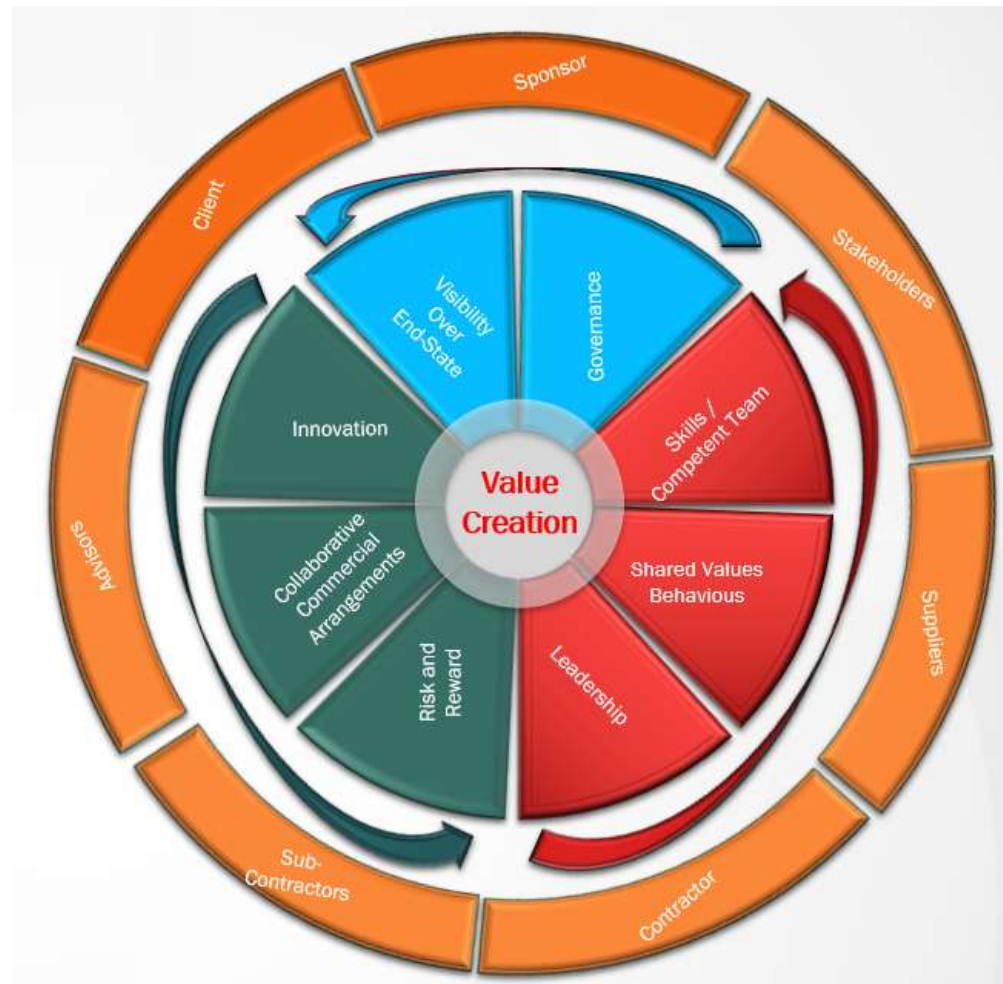 Sponsor
Client
Stakeholders
Visibility
Over
End-State
Governance
Innovation
Skills /
Competent Team
Value
Creation
Advisors
Collaborative
Commercial
Arrangements
Shared Values
Behavious
Suppliers
Risk and
Reward
Leadership
Sub-
Contractors
Contractor